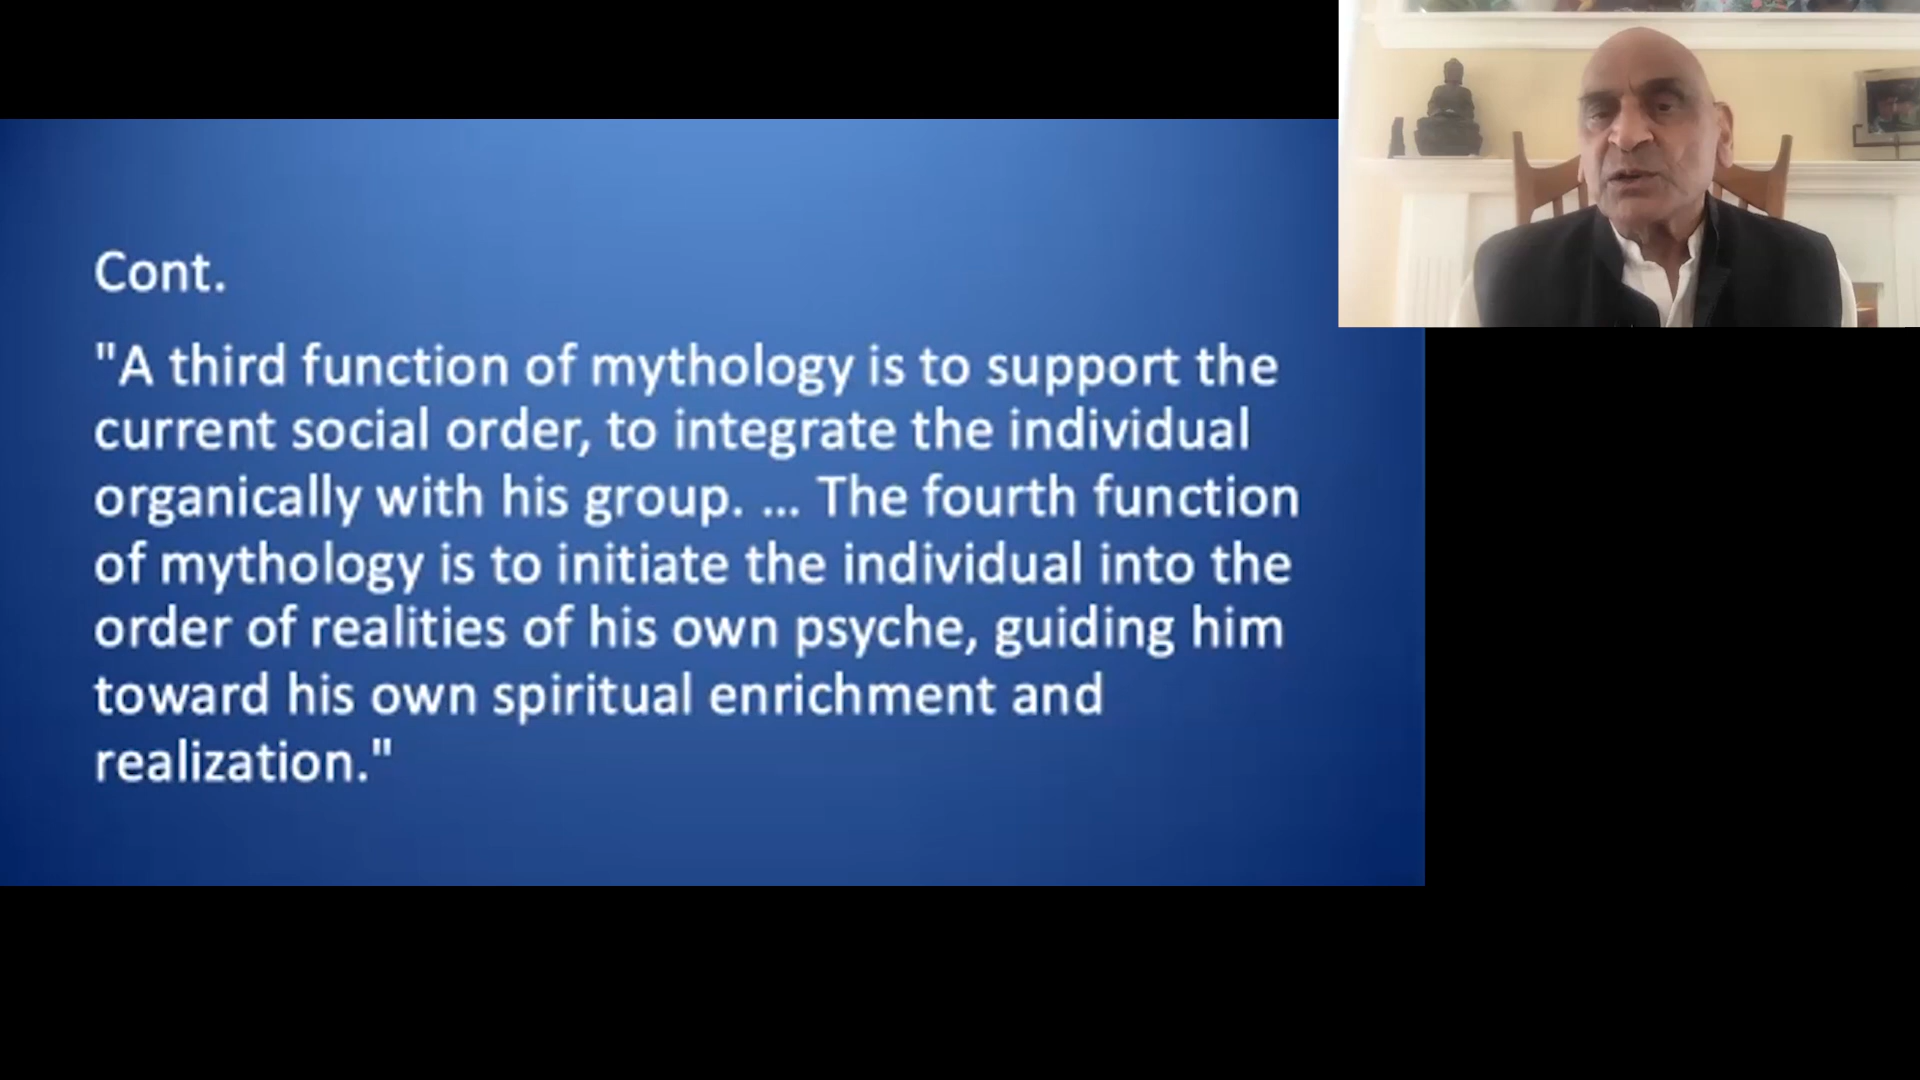 Cont.
"A third function of mythology is to support the
current social order, to integrate the individual
organically with his group. ... The fourth function
of mythology is to initiate the individual into the
order of realities of his own psyche, guiding him
toward his own spiritual enrichment and
realization."